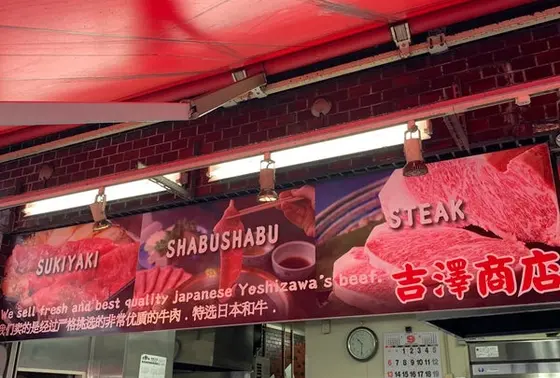 SUKIYAKI
SHABUSHABU
STEAK
We sell fresh and best quality japanese Yeshizawa's beef.
我们卖的是经过严格挑选的非常优质的牛肉．特选日本和牛．
吉澤商店
9